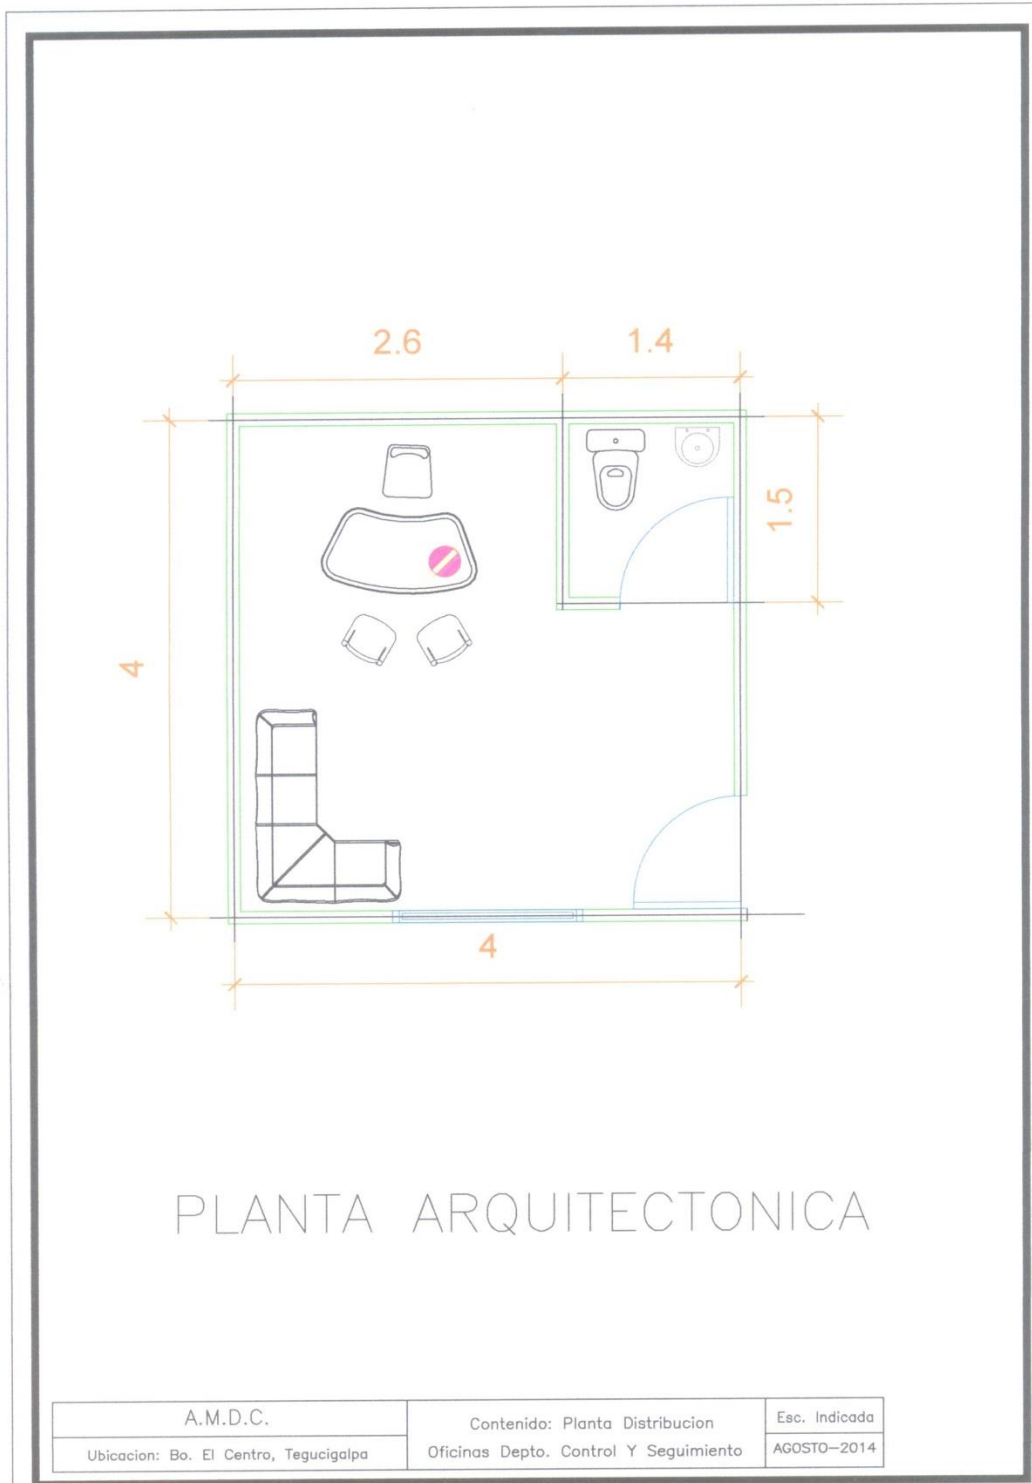 2.6
1.4
1.5
4
4
PLANTA ARQUITECTONICA
A.M.D.C.
Ubicacion: Bo. El Centro, Tegucigalpa
Contenido: Planta Distribucion
Oficinas Depto. Control Y Seguimiento
Esc. Indicada
AGOSTO-2014